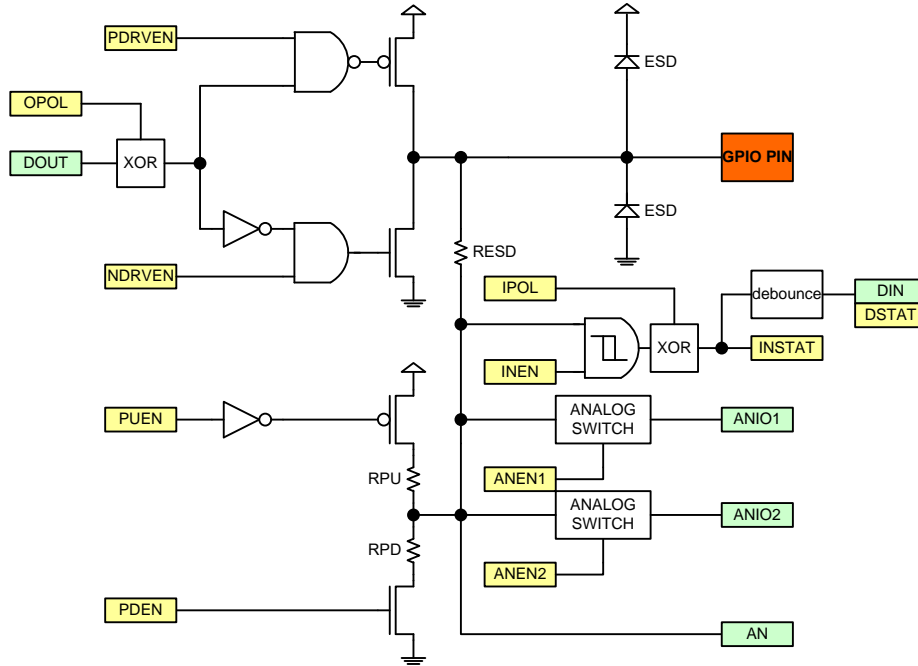 PDRVEN
ESD
OPOL
DOUT
XOR
GPIO PIN
ESD
RESD
NDRVEN
IPOL
debounce
DIN
DSTAT
XOR
INSTAT
INEN
PUEN
ANALOG
SWITCH
ANIO1
RPU
ANEN1
ANALOG
SWITCH
ANIO2
RPD
ANEN2
PDEN
AN